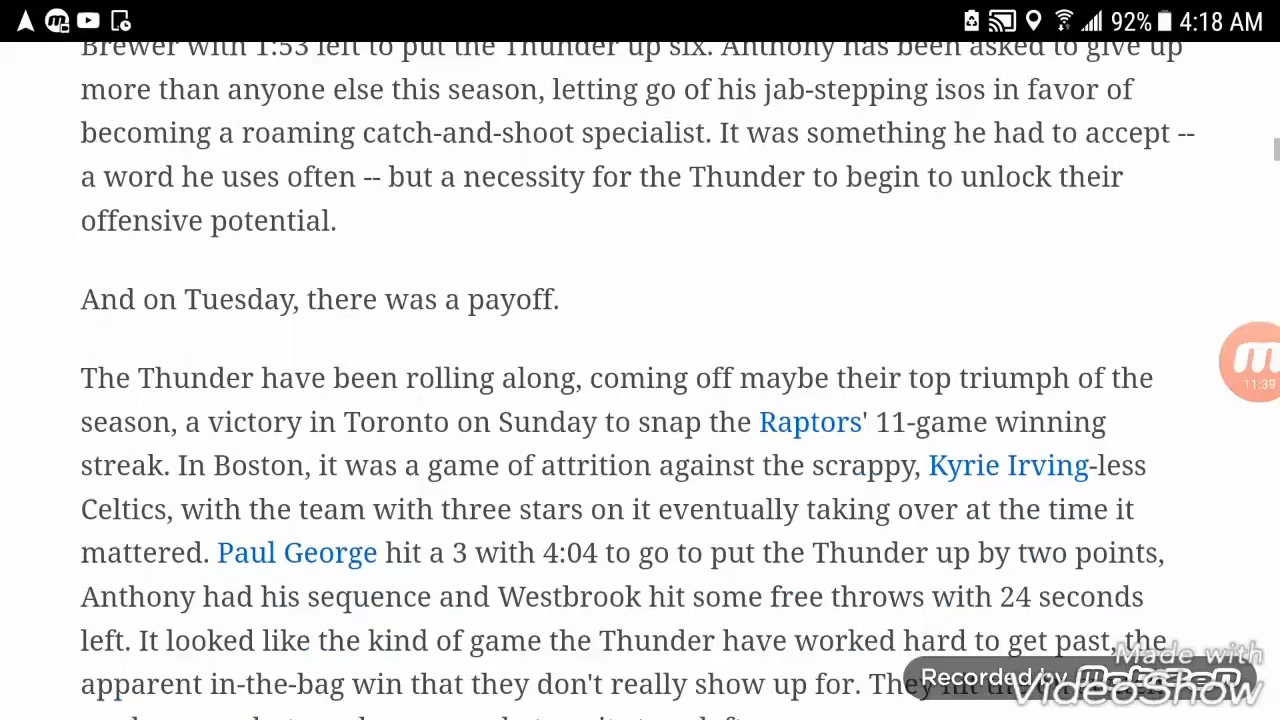 92% 4:18 AM
Brewer with 1:53 left to put the Thunder up six. Anthony has been asked to give up
more than anyone else this season, letting go of his jab-stepping isos in favor of
becoming a roaming catch-and-shoot specialist. It was something he had to accept --
a word he uses often -- but a necessity for the Thunder to begin to unlock their
offensive potential.
And on Tuesday, there was a payoff.
The Thunder have been rolling along, coming off maybe their top triumph of the
season, a victory in Toronto on Sunday to snap the Raptors' 11-game winning
streak. In Boston, it was a game of attrition against the scrappy, Kyrie Irving-less
Celtics, with the team with three stars on it eventually taking over at the time it
mattered. Paul George hit a 3 with 4:04 to go to put the Thunder up by two points,
Anthony had his sequence and Westbrook hit some free throws with 24 seconds
left. It looked like the kind of game the Thunder have worked hard to get past, the
apparent in-the-bag win that they don't really show up for. They
11:39
Made with
VideoShow
Recorded by